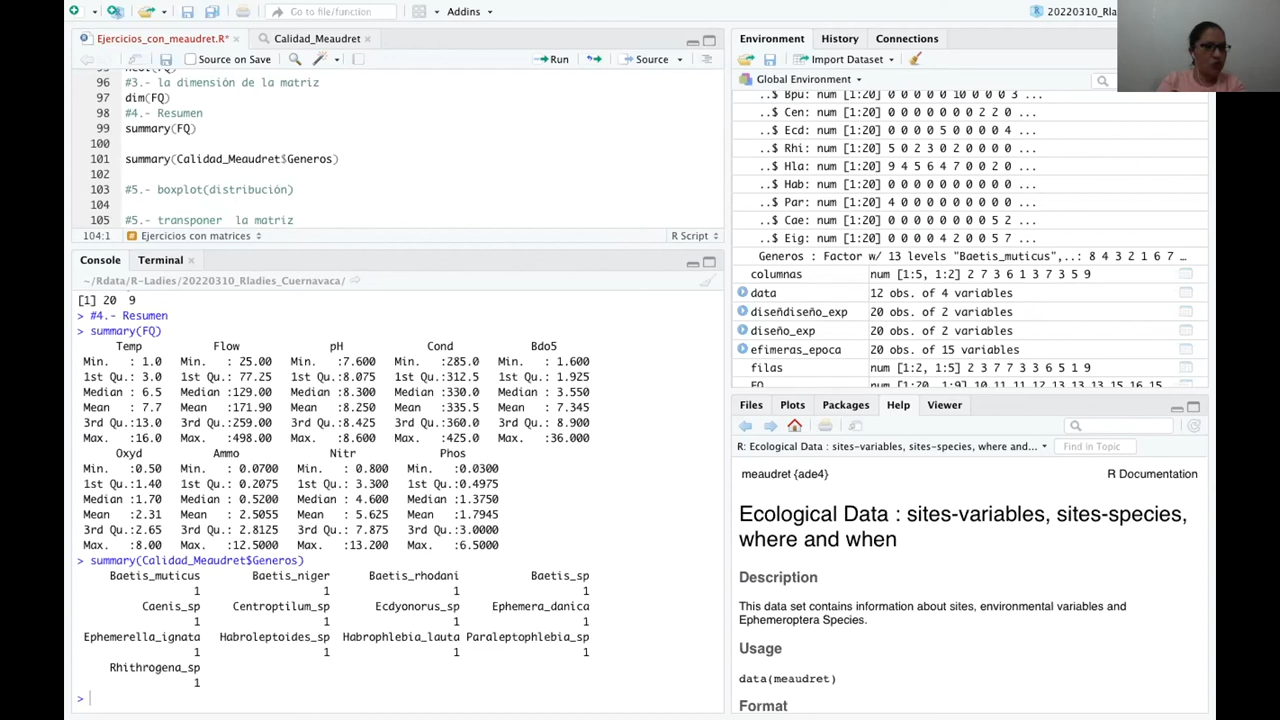 Go to file/function
Addins
20220310_Rla
Ejercicios_con_meaudret.R*
Calidad_Meaudret
Source on Save
Run
Source
96 #3.- la dimensión de la matriz
97 dim(FQ)
98 #4.- Resumen
99 summary(FQ)
100
101 summary(Calidad_Meaudret$Generos)
102
103 #5.- boxplot(distribución)
104
105 #5.- transponer  la matriz
104:1 Ejercicios con matrices R Script
Console Terminal
~/Rdata/R-Ladies/20220310_Rladies_Cuernavaca/
[1] 20  9
> #4.- Resumen
> summary(FQ)
Temp Flow pH Cond Bdo5
Min.   : 1.0 Min.   : 25.00 Min.   :7.600 Min.   :285.0 Min.   : 1.600
1st Qu.: 3.0 1st Qu.: 77.25 1st Qu.:8.075 1st Qu.:312.5 1st Qu.: 1.925
Median : 6.5 Median :129.00 Median :8.300 Median :330.0 Median : 3.550
Mean   : 7.7 Mean   :171.90 Mean   :8.250 Mean   :335.5 Mean   : 7.345
3rd Qu.:13.0 3rd Qu.:259.00 3rd Qu.:8.425 3rd Qu.:360.0 3rd Qu.: 8.900
Max.   :16.0 Max.   :498.00 Max.   :8.600 Max.   :425.0 Max.   :36.000
Oxyd Ammo Nitr Phos
Min.   :0.50 Min.   : 0.0700 Min.   : 0.800 Min.   :0.0300
1st Qu.:1.40 1st Qu.: 0.2075 1st Qu.: 3.300 1st Qu.:0.4975
Median :1.70 Median : 0.5200 Median : 4.600 Median :1.3750
Mean   :2.31 Mean   : 2.5055 Mean   : 5.625 Mean   :1.7945
3rd Qu.:2.65 3rd Qu.: 2.8125 3rd Qu.: 7.875 3rd Qu.:3.0000
Max.   :8.00 Max.   :12.5000 Max.   :13.200 Max.   :6.5000
> summary(Calidad_Meaudret$Generos)
Baetis_muticus Baetis_niger Baetis_rhodani Baetis_sp
1 1 1 1
Caenis_sp Centroptilum_sp Ecdyonorus_sp Ephemera_danica
1 1 1 1
Ephemerella_ignata Habroleptoides_sp Habrophlebia_lauta Paraleptophlebia_sp
1 1 1 1
Rhithrogena_sp
1
>
Environment History Connections
Import Dataset
Global Environment
..$ Bpu: num [1:20] 0 0 0 0 0 10 0 0 0 3 ...
..$ Cen: num [1:20] 0 0 0 0 0 0 0 2 2 0 ...
..$ Ecd: num [1:20] 0 0 0 0 5 0 0 0 0 4 ...
..$ Rhi: num [1:20] 5 0 2 3 0 2 0 0 0 0 ...
..$ Hla: num [1:20] 9 4 5 6 4 7 0 0 2 0 ...
..$ Hab: num [1:20] 0 0 0 0 0 0 0 0 0 0 ...
..$ Par: num [1:20] 4 0 0 0 0 0 0 0 0 0 ...
..$ Cae: num [1:20] 0 0 0 0 0 0 0 0 5 2 ...
..$ Eig: num [1:20] 0 0 0 0 4 2 0 0 5 7 ...
Generos : Factor w/ 13 levels "Baetis_muticus",..: 8 4 3 2 1 6 7 …
columnas num [1:5, 1:2] 2 7 3 6 1 3 7 3 5 9
data 12 obs. of 4 variables
diseñdiseño_exp 20 obs. of 2 variables
diseño_exp 20 obs. of 2 variables
efimeras_epoca 20 obs. of 15 variables
filas num [1:2, 1:5] 2 3 7 7 3 3 6 5 1 9
FQ num [1:20, 1:9] 10 11 11 12 13 13 13 15 16 15
Files Plots Packages Help Viewer
R: Ecological Data : sites-variables, sites-species, where and...
Find in Topic
meaudret {ade4} R Documentation
Ecological Data : sites-variables, sites-species,
where and when
Description
This data set contains information about sites, environmental variables and
Ephemeroptera Species.
Usage
data(meaudret)
Format